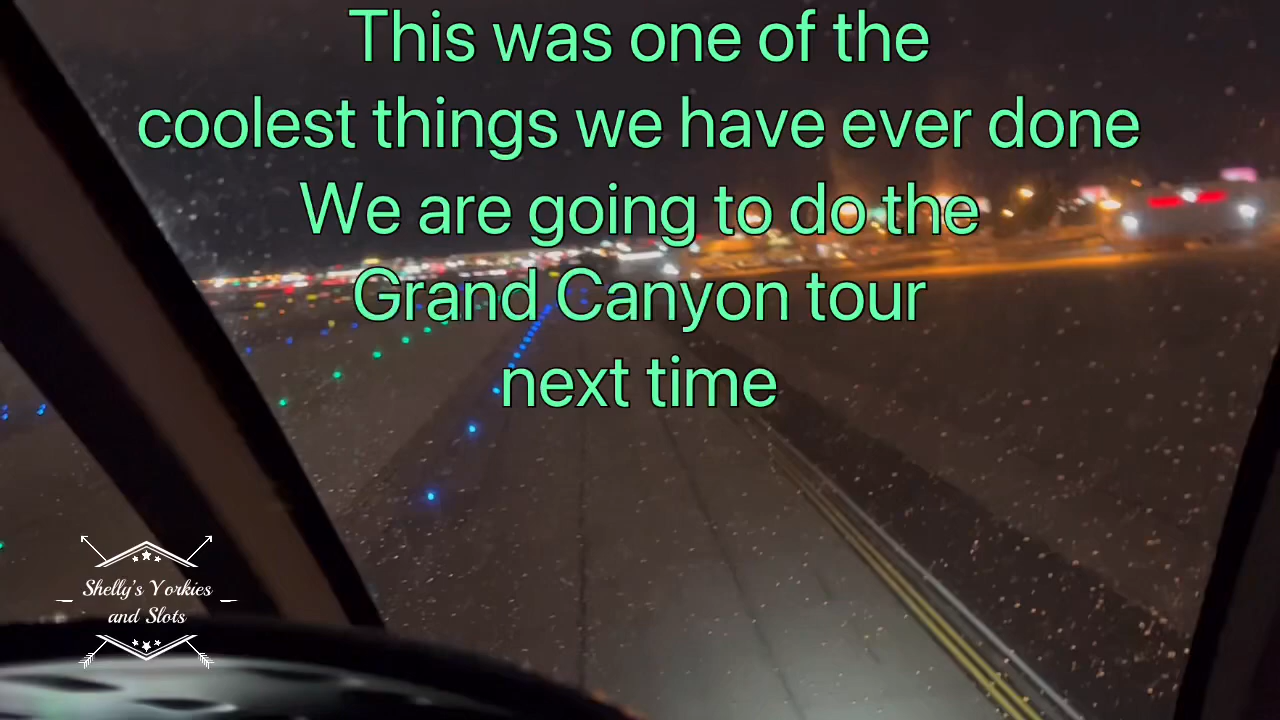 This was one of the
coolest things we have ever done
We are going to do the
Grand Canyon tour
next time
Shelly's Yorkies
and Slots